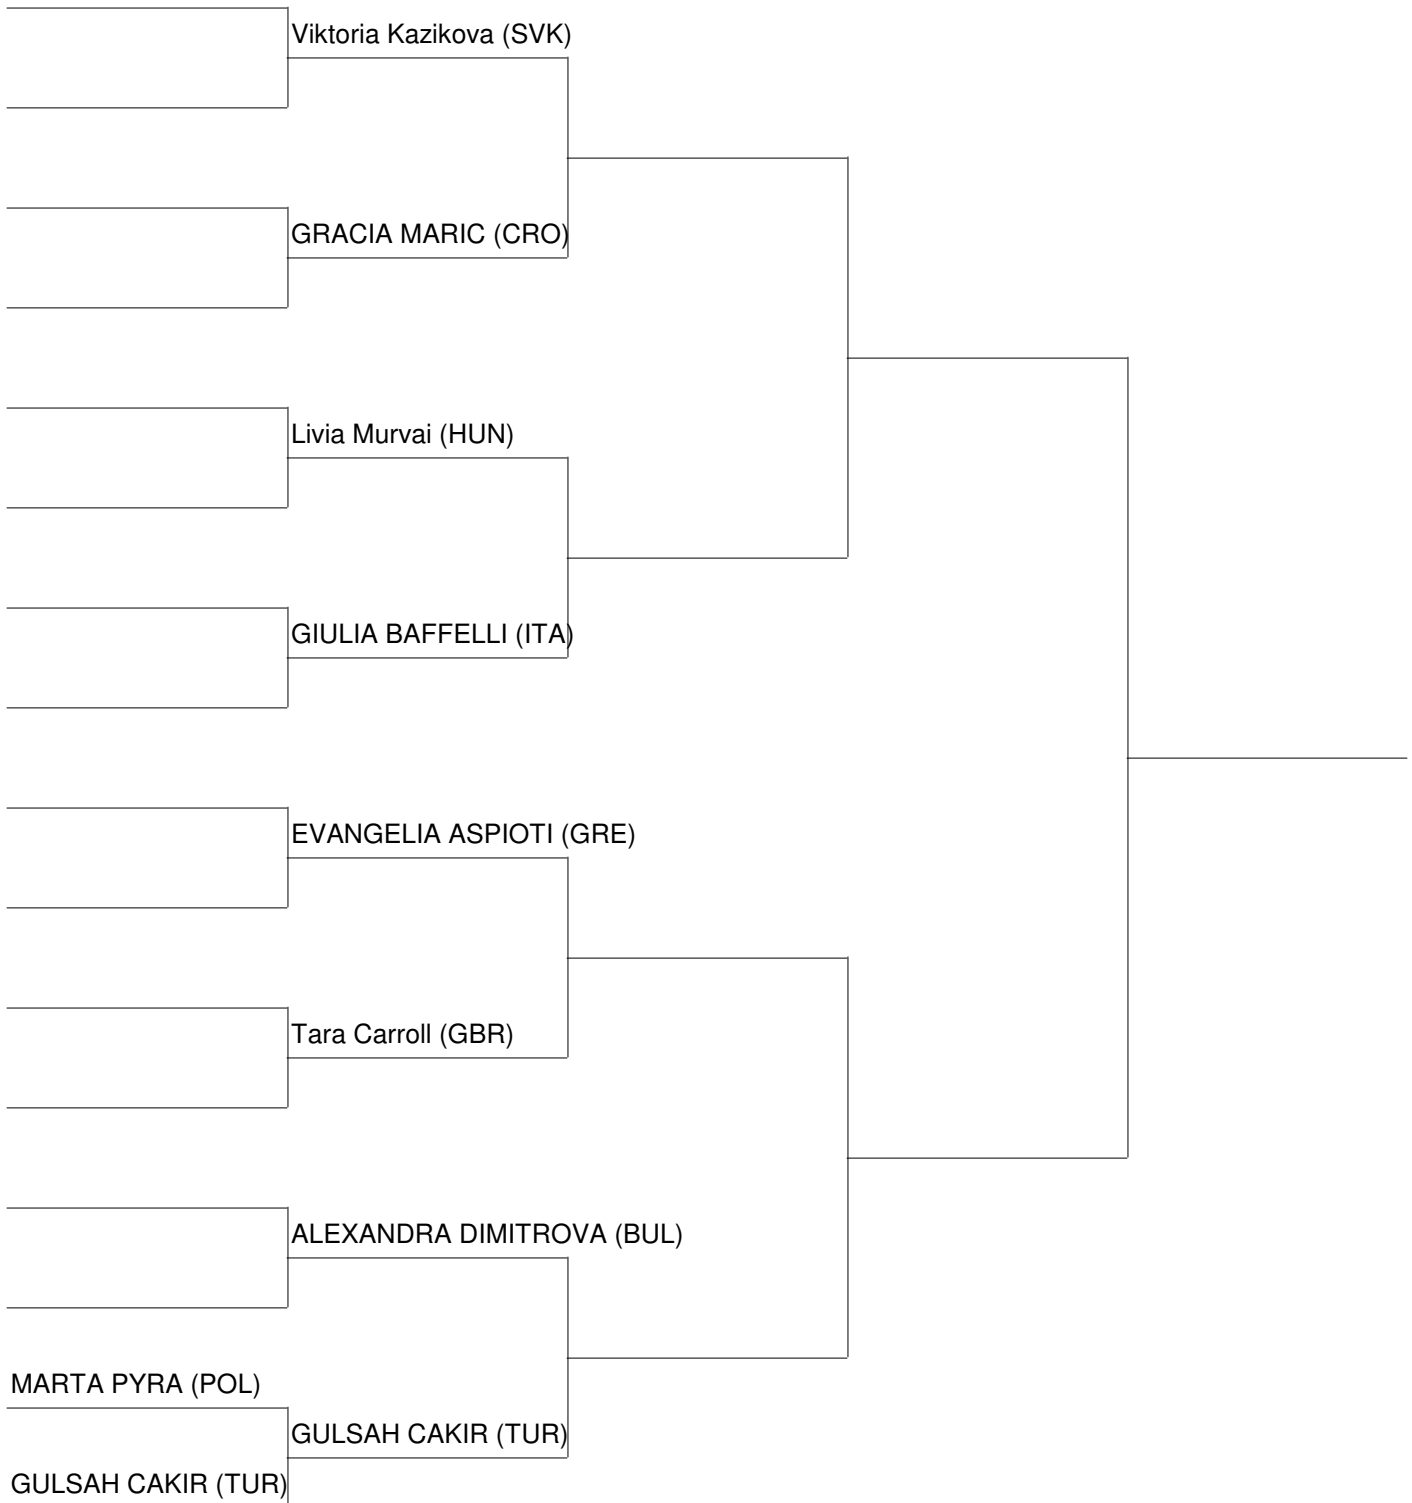 Viktoria Kazikova (SVK)
GRACIA MARIC (CRO)
Livia Murvai (HUN)
GIULIA BAFFELLI (ITA)
EVANGELIA ASPIOTI (GRE)
Tara Carroll (GBR)
ALEXANDRA DIMITROVA (BUL)
MARTA PYRA (POL)
GULSAH CAKIR (TUR)
GULSAH CAKIR (TUR)